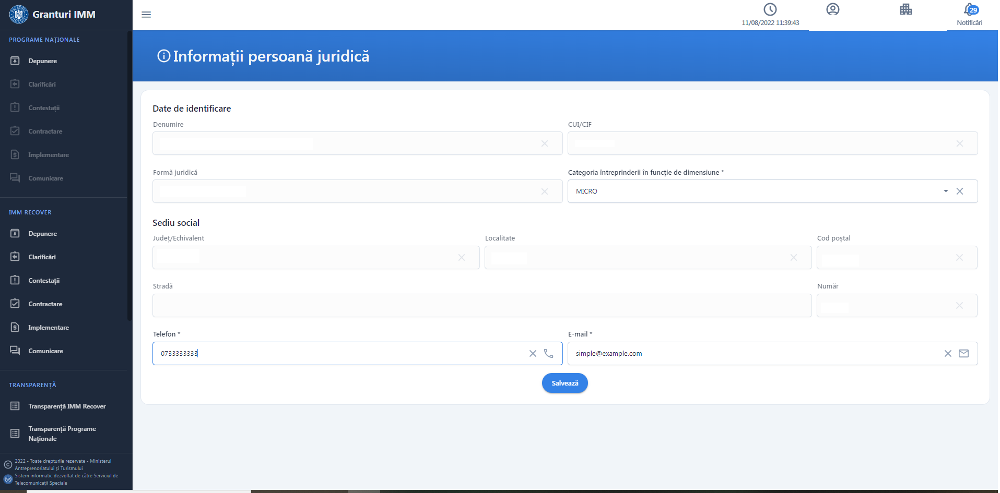 Granturi IMM
11/08/2022 11:39:43
29
Notificări
PROGRAME NAȚIONALE
Depunere
Clarificări
Contestații
Contractare
Implementare
Comunicare
IMM RECOVER
Depunere
Clarificări
Contestații
Contractare
Implementare
Comunicare
TRANSPARENȚĂ
Transparență IMM Recover
Transparență Programe
Naționale
2022 - Toate drepturile rezervate - Ministerul
Antreprenoriatului și Turismului
Sistem informatic dezvoltat de către Serviciul de
Telecomunicații Speciale
Informații persoană juridică
Date de identificare
Denumire
CUI/CIF
Formă juridică
Categoria întreprinderii în funcție de dimensiune *
MICRO
Sediu social
Județ/Echivalent
Localitate
Cod poștal
Stradă
Număr
Telefon *
E-mail *
0733333333
simple@example.com
Salvează